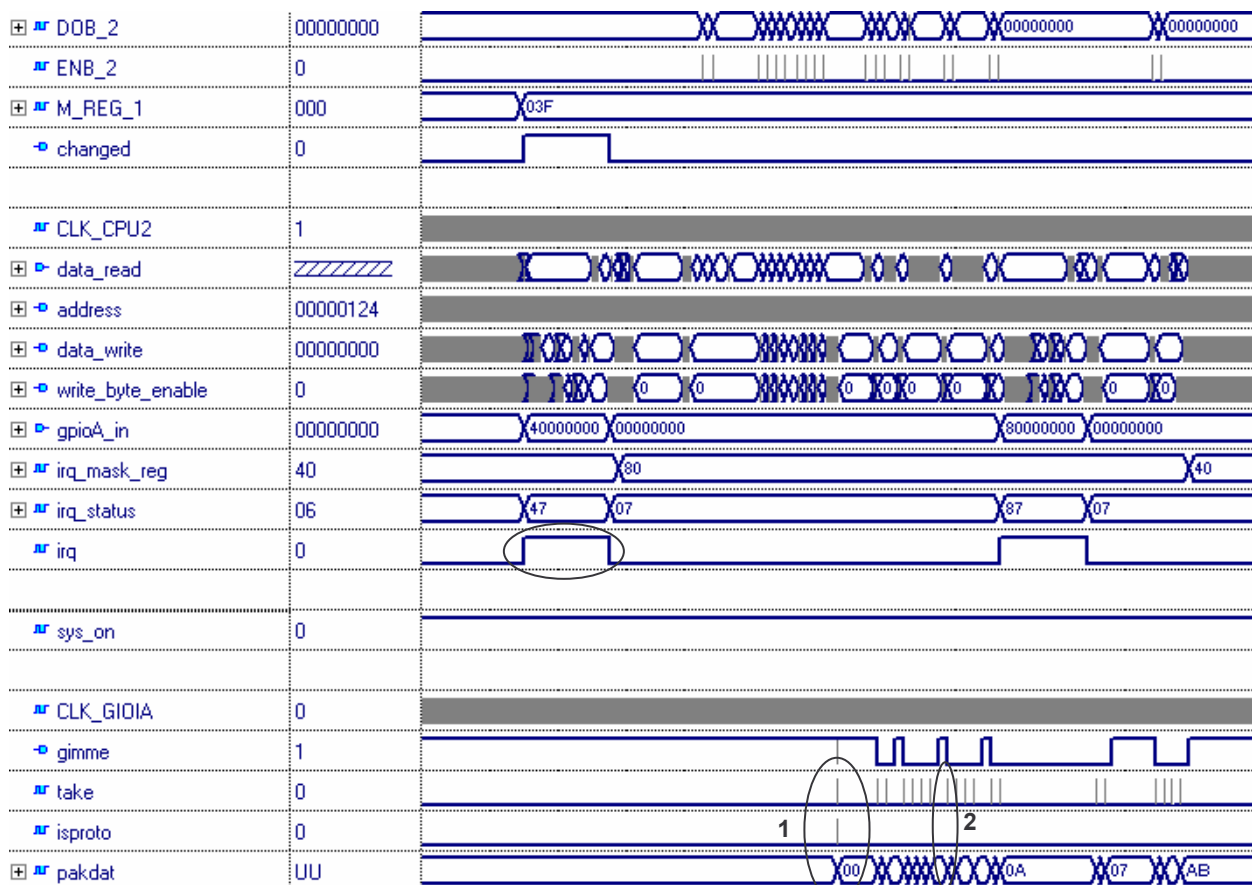 DOB_2 00000000 00000000 00000000
ENB_2 0
M_REG_1 000 03F
changed 0
CLK_CPU2 1
data_read
address 00000124
data_write 00000000
write_byte_enable 0 0 0 0 0 0 0 0 0
gpioA_in 00000000 40000000 00000000 80000000 00000000
irq_mask_reg 40 80 40
irq_status 06 47 07 87 07
irq 0
sys_on 0
CLK_GIOIA 0
gimme 1
take 0
isproto 0 1 2
pakdat UU 00 0A 07 AB